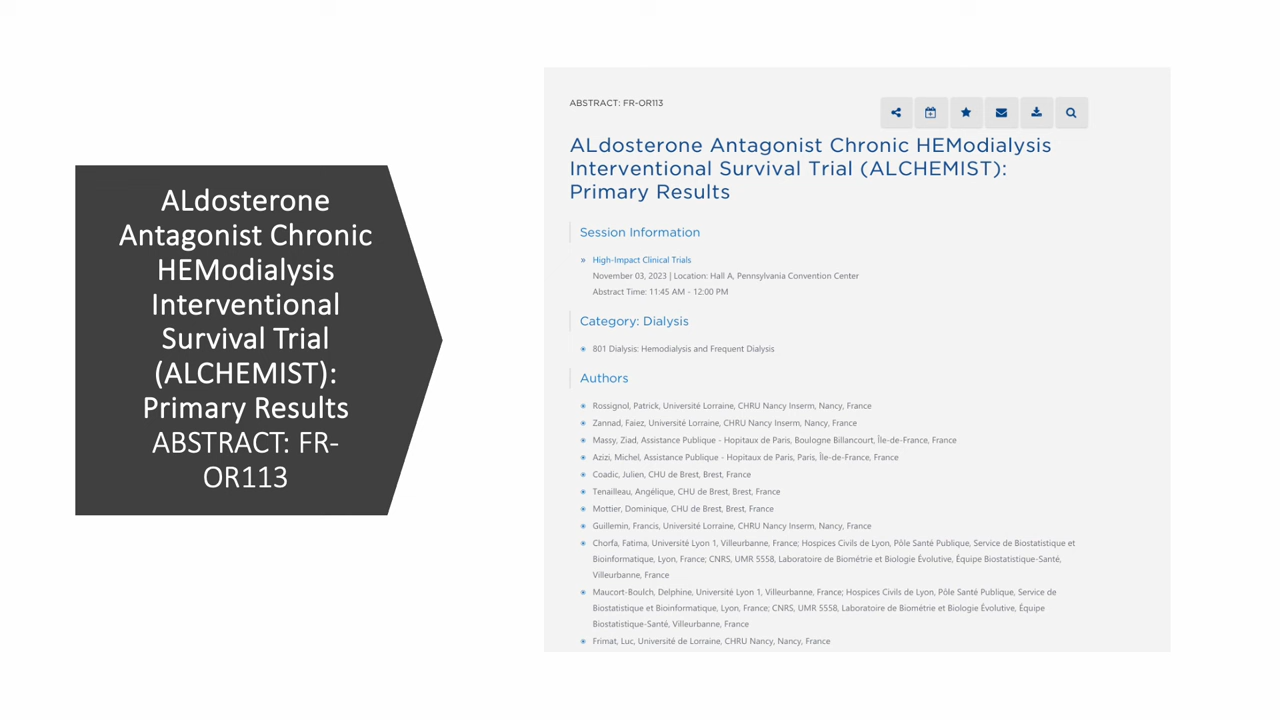 ALdosterone
Antagonist Chronic
HEModialysis
Interventional
Survival Trial
(ALCHEMIST):
Primary Results
ABSTRACT: FR-
OR113
ABSTRACT: FR-OR113
ALdosterone Antagonist Chronic HEModialysis
Interventional Survival Trial (ALCHEMIST):
Primary Results
Session Information
» High-Impact Clinical Trials
November 03, 2023 | Location: Hall A, Pennsylvania Convention Center
Abstract Time: 11:45 AM - 12:00 PM
Category: Dialysis
801 Dialysis: Hemodialysis and Frequent Dialysis
Authors
Rossignol, Patrick, Université Lorraine, CHRU Nancy Inserm, Nancy, France
Zannad, Faiez, Université Lorraine, CHRU Nancy Inserm, Nancy, France
Massy, Ziad, Assistance Publique - Hopitaux de Paris, Boulogne Billancourt, Île-de-France, France
Azizi, Michel, Assistance Publique - Hopitaux de Paris, Paris, Île-de-France, France
Coadic, Julien, CHU de Brest, Brest, France
Tenailleau, Angélique, CHU de Brest, Brest, France
Mottier, Dominique, CHU de Brest, Brest, France
Guillemin, Francis, Université Lorraine, CHRU Nancy Inserm, Nancy, France
Chorfa, Fatima, Université Lyon 1, Villeurbanne, France; Hospices Civils de Lyon, Pôle Santé Publique, Service de Biostatistique et
Bioinformatique, Lyon, France; CNRS, UMR 5558, Laboratoire de Biométrie et Biologie Évolutive, Équipe Biostatistique-Santé,
Villeurbanne, France
Maucort-Boulch, Delphine, Université Lyon 1, Villeurbanne, France; Hospices Civils de Lyon, Pôle Santé Publique, Service de
Biostatistique et Bioinformatique, Lyon, France; CNRS, UMR 5558, Laboratoire de Biométrie et Biologie Évolutive, Équipe
Biostatistique-Santé, Villeurbanne, France
Frimat, Luc, Université de Lorraine, CHRU Nancy, Nancy, France